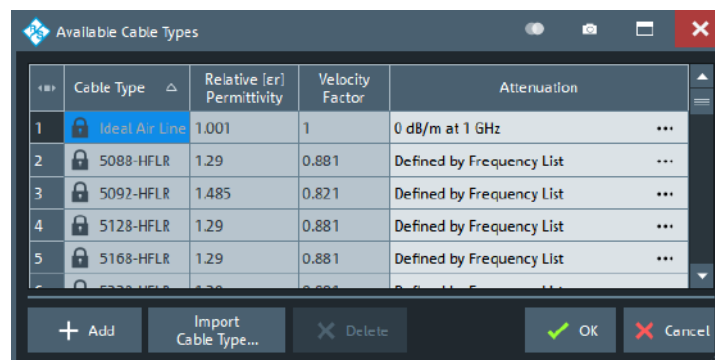 Available Cable Types
Cable Type
Relative [εr]
Permittivity
Velocity
Factor
Attenuation
1 Ideal Air Line 1.001 1 0 dB/m at 1 GHz ...
2 5088-HFLR 1.29 0.881 Defined by Frequency List ...
3 5092-HFLR 1.485 0.821 Defined by Frequency List ...
4 5128-HFLR 1.29 0.881 Defined by Frequency List ...
5 5168-HFLR 1.29 0.881 Defined by Frequency List ...
+ Add
Import
Cable Type...
Delete
OK
Cancel